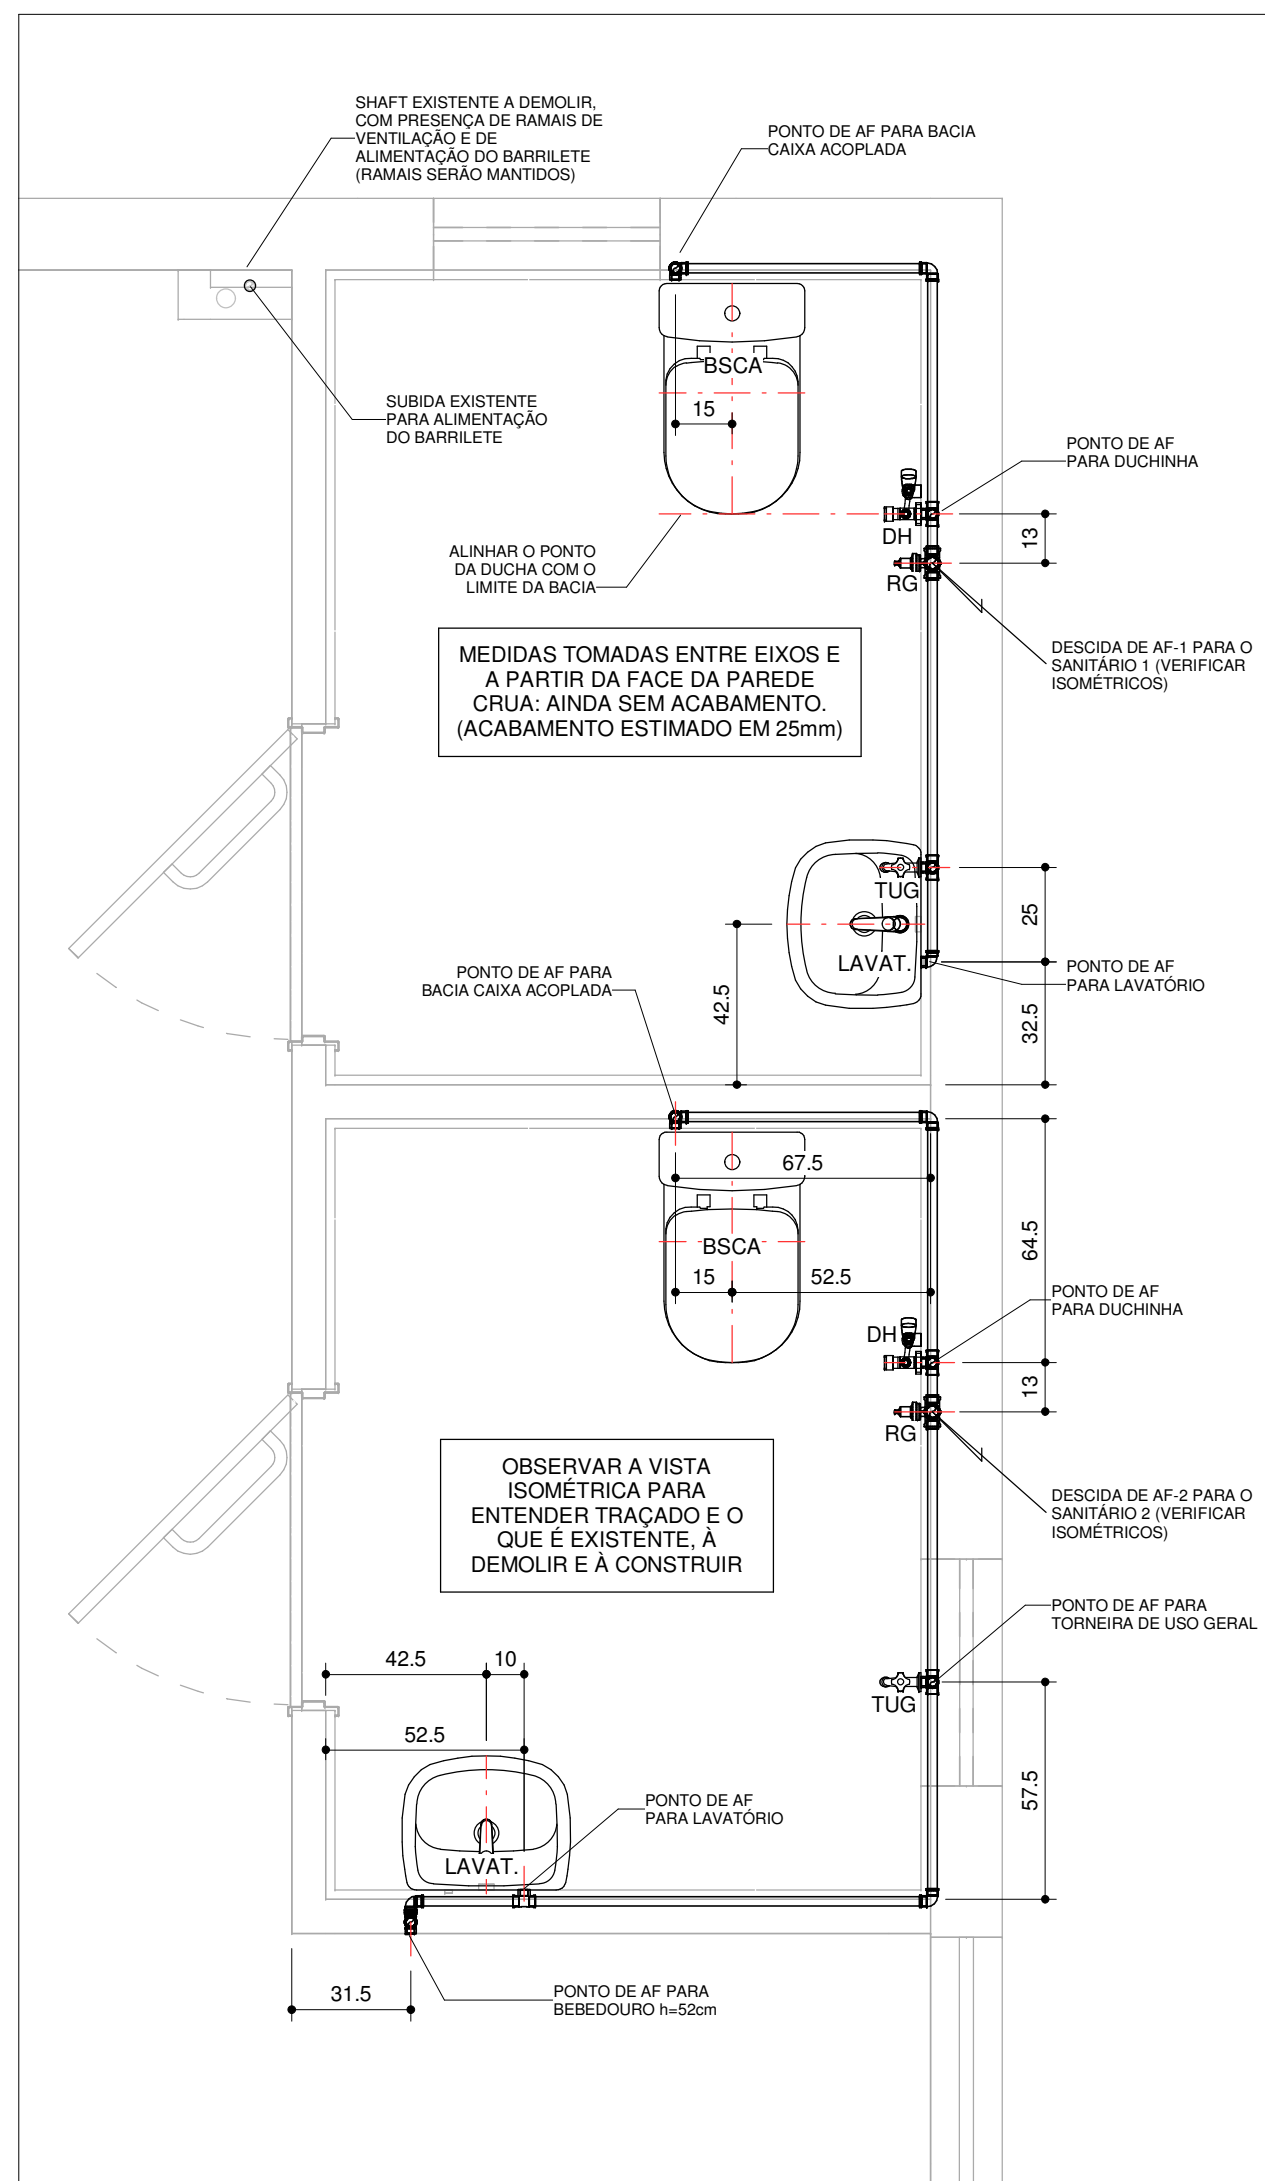 SHAFT EXISTENTE A DEMOLIR,
COM PRESENÇA DE RAMAIS DE
VENTILAÇÃO E DE
ALIMENTAÇÃO DO BARRILETE
(RAMAIS SERÃO MANTIDOS)
PONTO DE AF PARA BACIA
CAIXA ACOPLADA
BSCA
15
SUBIDA EXISTENTE
PARA ALIMENTAÇÃO
DO BARRILETE
PONTO DE AF
PARA DUCHINHA
DH
13
ALINHAR O PONTO
DA DUCHA COM O
LIMITE DA BACIA
RG
MEDIDAS TOMADAS ENTRE EIXOS E
A PARTIR DA FACE DA PAREDE
CRUA: AINDA SEM ACABAMENTO.
(ACABAMENTO ESTIMADO EM 25mm)
DESCIDA DE AF-1 PARA O
SANITÁRIO 1 (VERIFICAR
ISOMÉTRICOS)
TUG
25
LAVAT.
PONTO DE AF
PARA LAVATÓRIO
PONTO DE AF PARA
BACIA CAIXA ACOPLADA
42.5
32.5
67.5
BSCA
64.5
15
52.5
PONTO DE AF
PARA DUCHINHA
DH
13
RG
OBSERVAR A VISTA
ISOMÉTRICA PARA
ENTENDER TRAÇADO E O
QUE É EXISTENTE, À
DEMOLIR E À CONSTRUIR
DESCIDA DE AF-2 PARA O
SANITÁRIO 2 (VERIFICAR
ISOMÉTRICOS)
PONTO DE AF PARA
TORNEIRA DE USO GERAL
42.5
10
TUG
52.5
57.5
PONTO DE AF
PARA LAVATÓRIO
LAVAT.
31.5
PONTO DE AF PARA
BEBEDOURO h=52cm